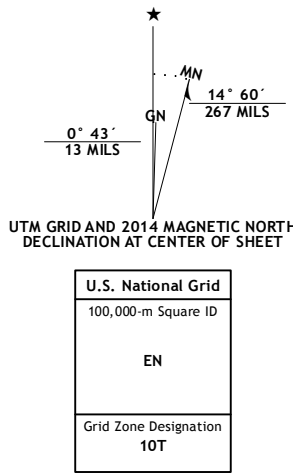 MN
GN
14° 60´
267 MILS
0° 43´
13 MILS
UTM GRID AND 2014 MAGNETIC NORTH
DECLINATION AT CENTER OF SHEET
U.S. National Grid
100,000-m Square ID
EN
Grid Zone Designation
10T